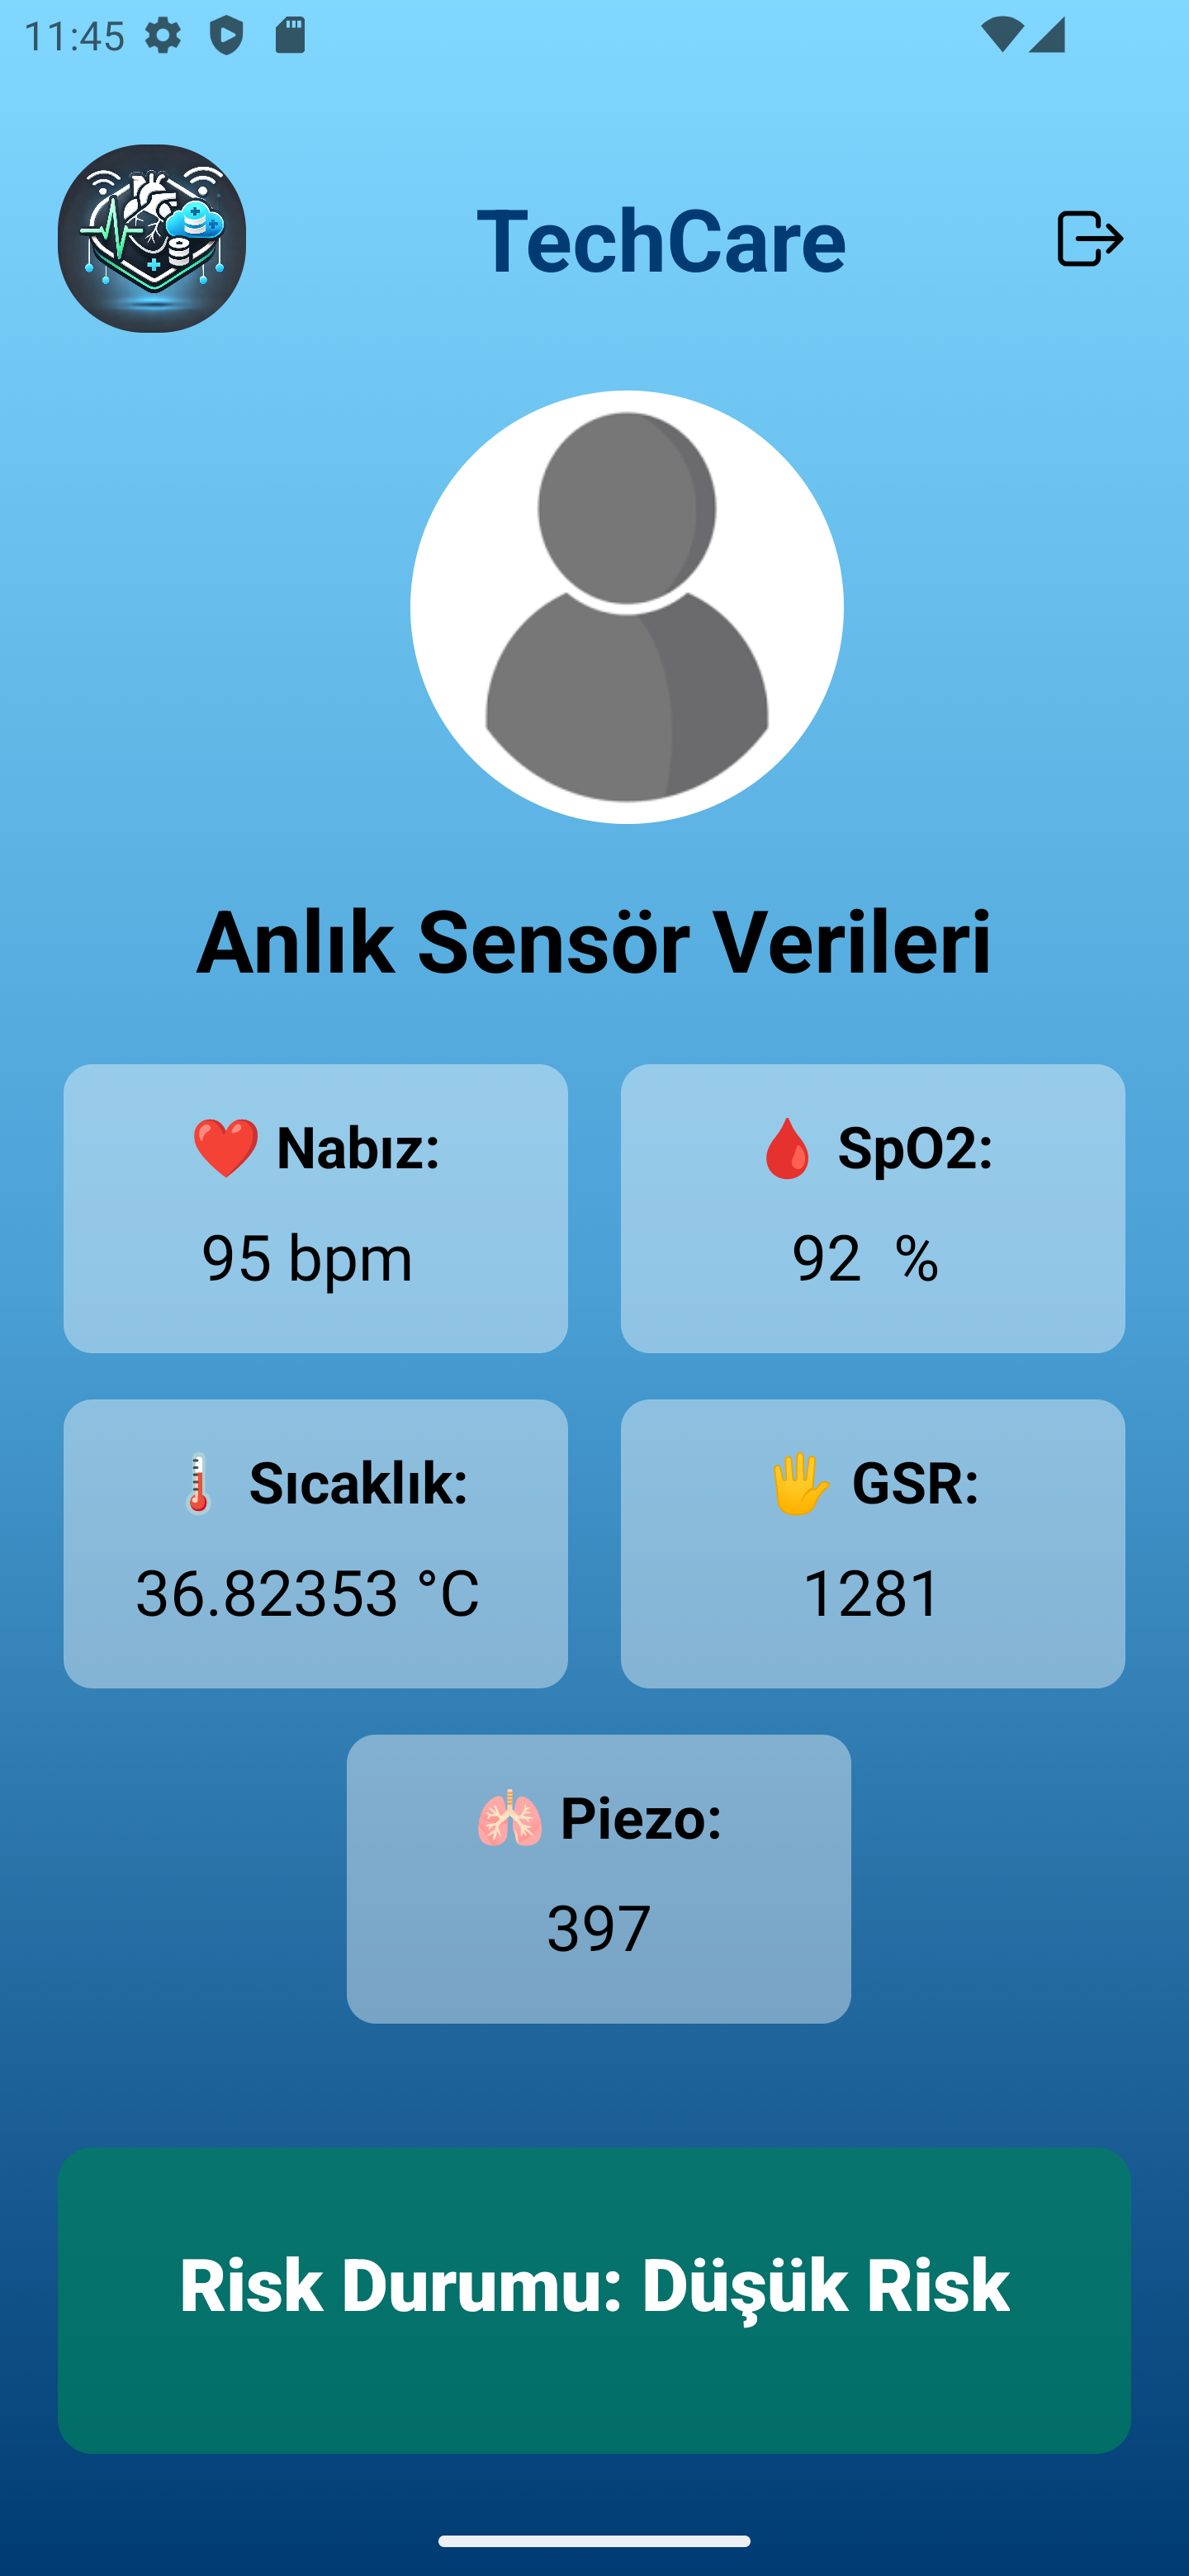 11:45
TechCare
Anlık Sensör Verileri
❤️ Nabız:
95 bpm
🩸 SpO2:
92 %
🌡️ Sıcaklık:
36.82353 °C
🖐️ GSR:
1281
🫁 Piezo:
397
Risk Durumu: Düşük Risk